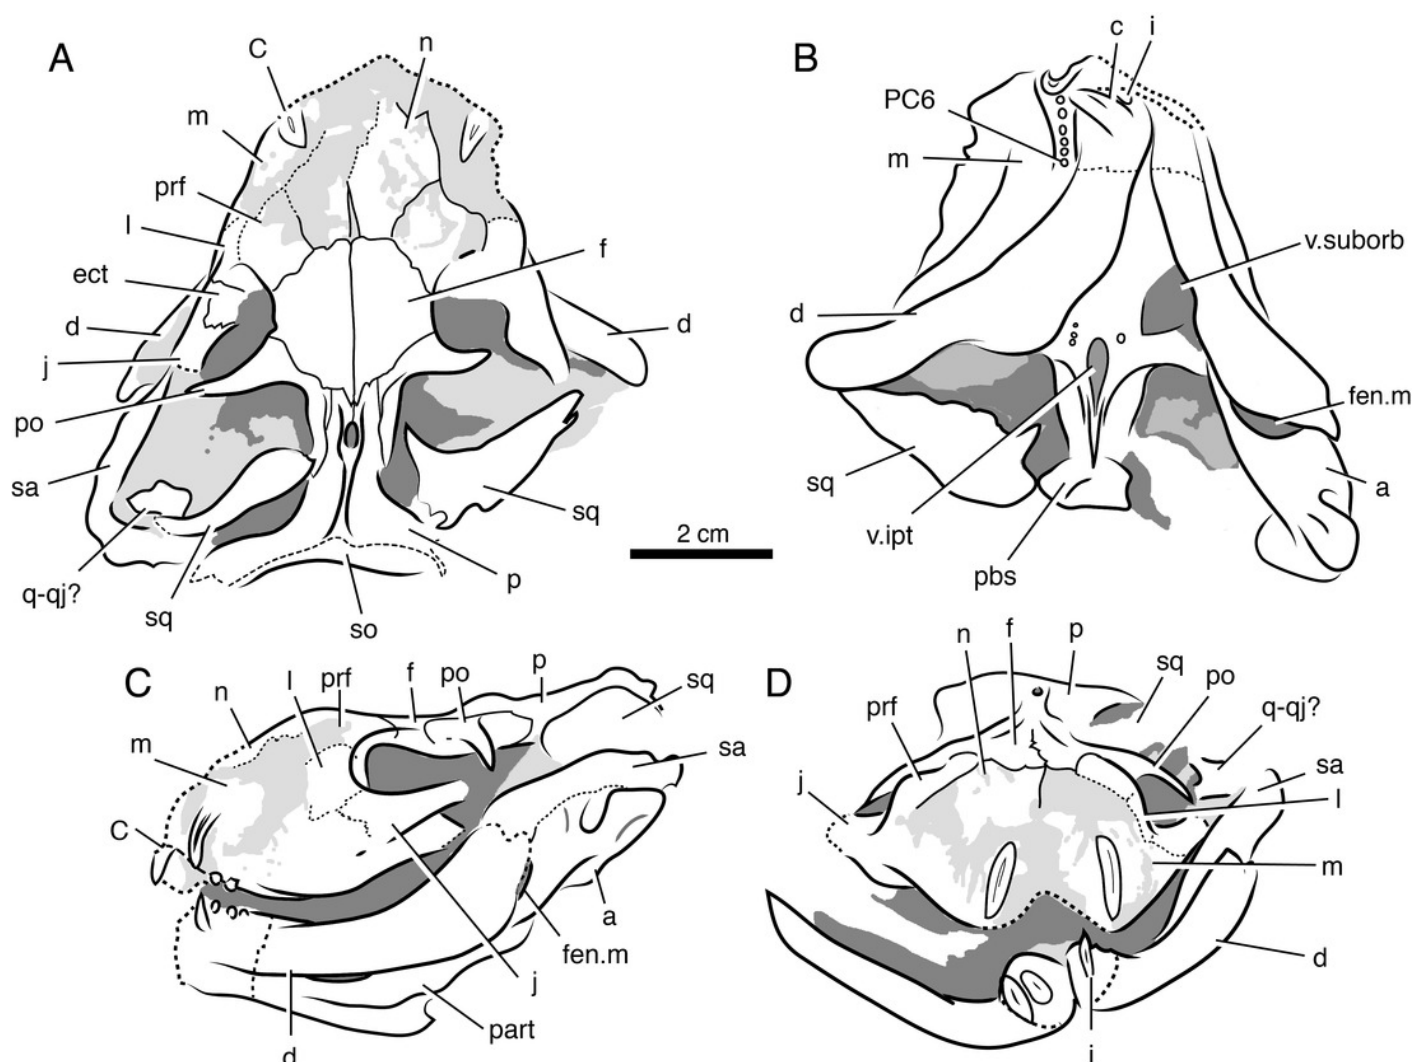 A
C
n
m
prf
l
ect
d
j
po
sa
q-qj?
sq
so
p
sq
d
f
B
c
i
PC6
m
v.suborb
d
fen.m
sq
a
v.ipt
pbs
2 cm
C
n
l
prf
f
po
p
sq
m
sa
C
a
fen.m
j
part
d
D
n
f
p
sq
po
prf
q-qj?
j
sa
l
m
d
i